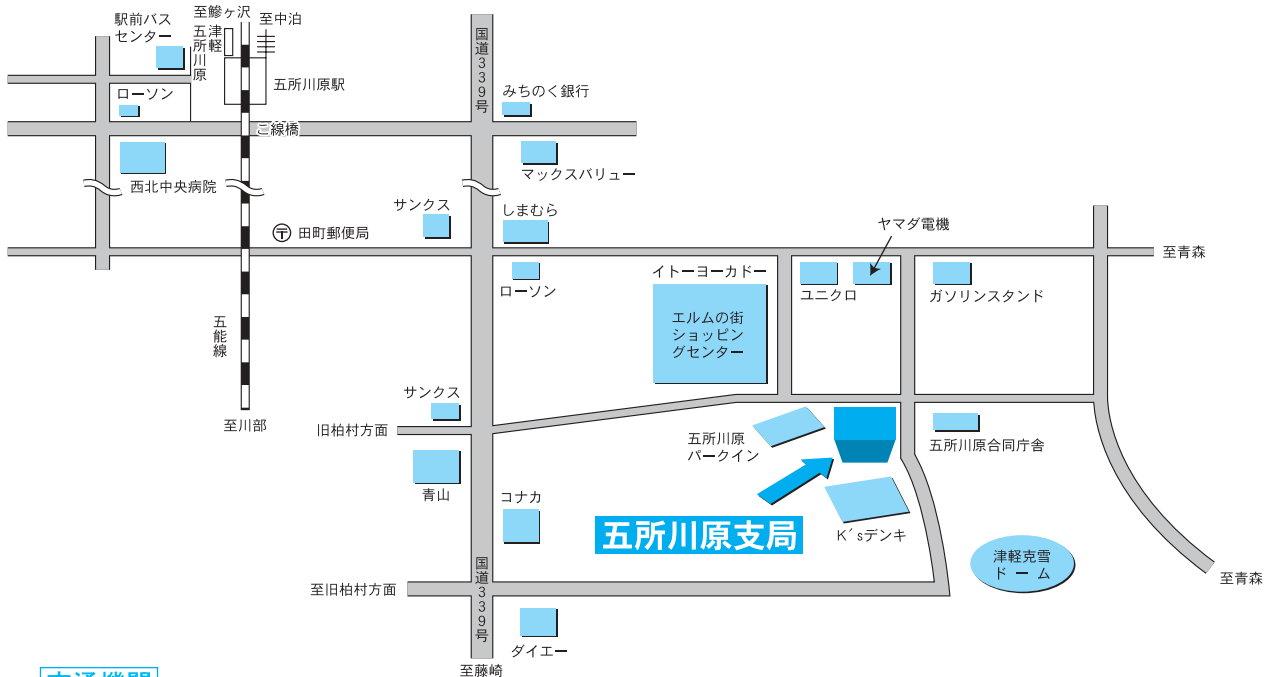 至鰺ヶ沢
駅前バス
センター
津軽
五所川原
至中泊
国道339号
五所川原駅
ローソン
みちのく銀行
こ線橋
西北中央病院
マックスバリュー
サンクス
しまむら
〒
田町郵便局
ヤマダ電機
至青森
イトーヨーカドー
ローソン
ユニクロ
ガソリンスタンド
エルムの街
ショッピン
グセンター
五能線
サンクス
至川部
旧柏村方面
五所川原
パークイン
五所川原合同庁舎
青山
コナカ
五所川原支局
K´sデンキ
津軽克雪
ドーム
至青森
至旧柏村方面
国道339号
ダイエー
至藤崎
交通機関